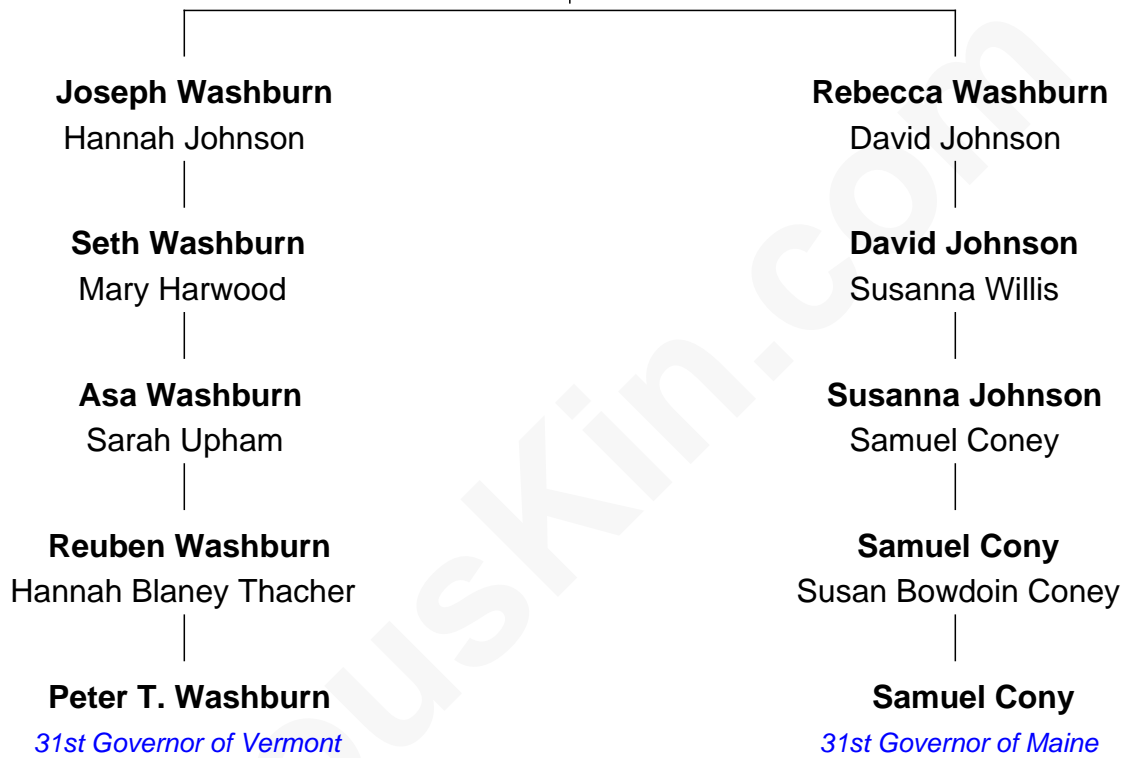 Joseph Washburn
Hannah Johnson
Seth Washburn
Mary Harwood
Asa Washburn
Sarah Upham
Reuben Washburn
Hannah Blaney Thacher
Peter T. Washburn
31st Governor of Vermont
Rebecca Washburn
David Johnson
David Johnson
Susanna Willis
Susanna Johnson
Samuel Coney
Samuel Cony
Susan Bowdoin Coney
Samuel Cony
31st Governor of Maine
ousKin.com